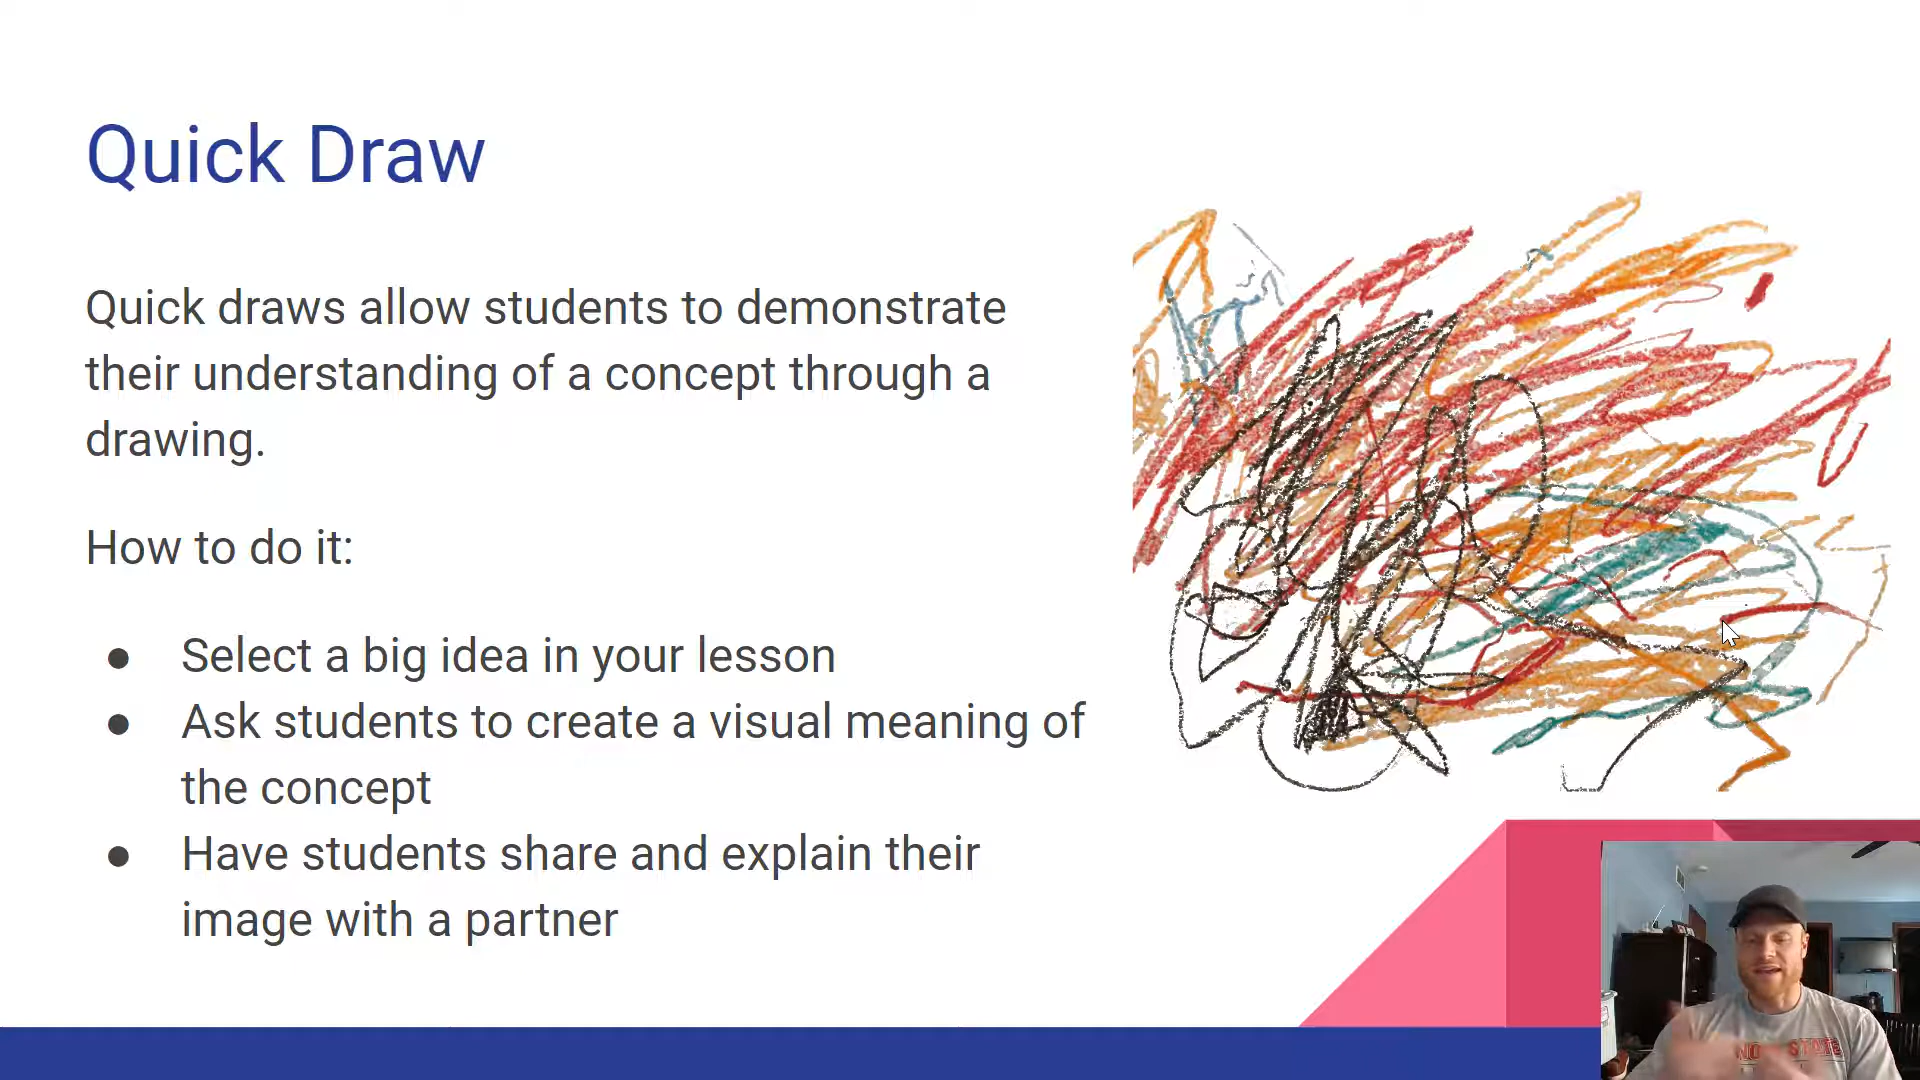 Quick Draw
Quick draws allow students to demonstrate
their understanding of a concept through a
drawing.
How to do it:
● Select a big idea in your lesson
● Ask students to create a visual meaning of
the concept
● Have students share and explain their
image with a partner
STATE